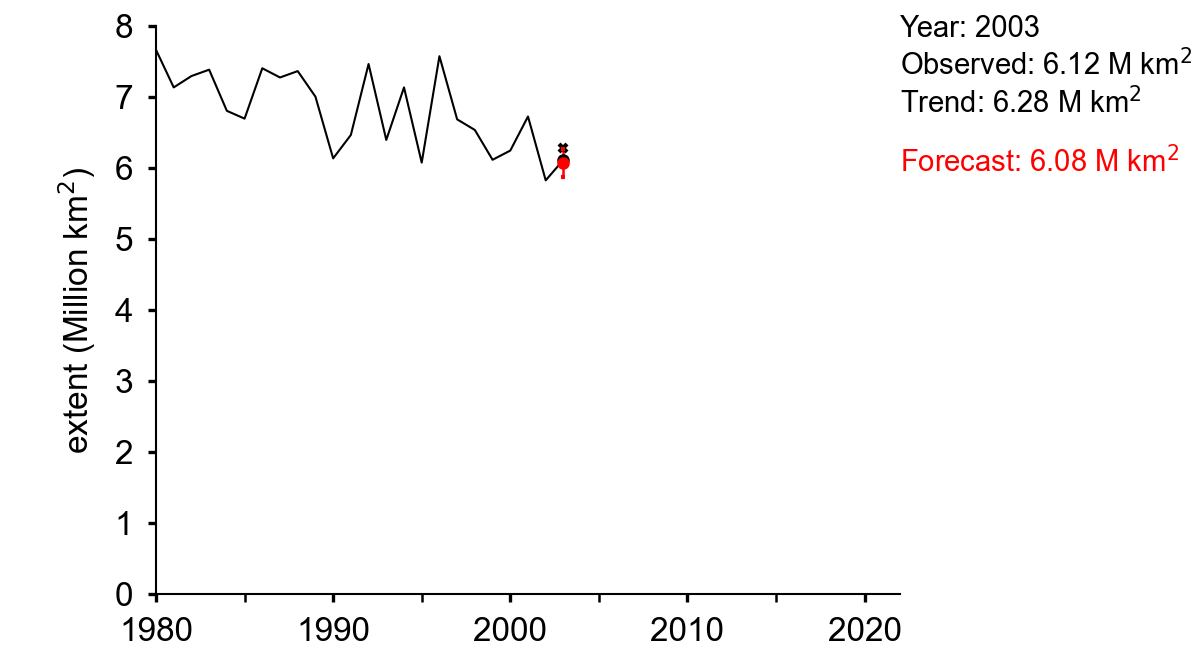 Year: 2003
Observed: 6.12 M km²
Trend: 6.28 M km²
Forecast: 6.08 M km²
extent (Million km²)
8
7
6
5
4
3
2
1
0
1980 1990 2000 2010 2020